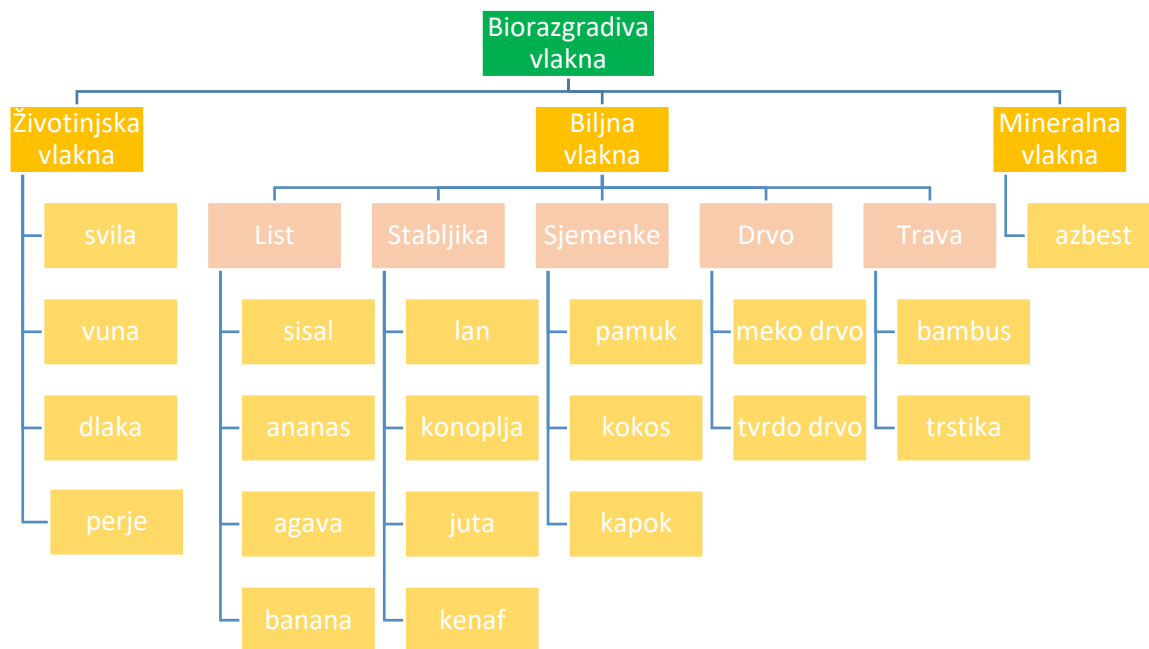 Biorazgradiva
vlakna
Životinjska
vlakna
Biljna
vlakna
Mineralna
vlakna
svila
List
Stabljika
Sjemenke
Drvo
Trava
azbest
vuna
sisal
lan
pamuk
meko drvo
bambus
dlaka
ananas
konoplja
kokos
tvrdo drvo
trstika
perje
agava
juta
kapok
banana
kenaf